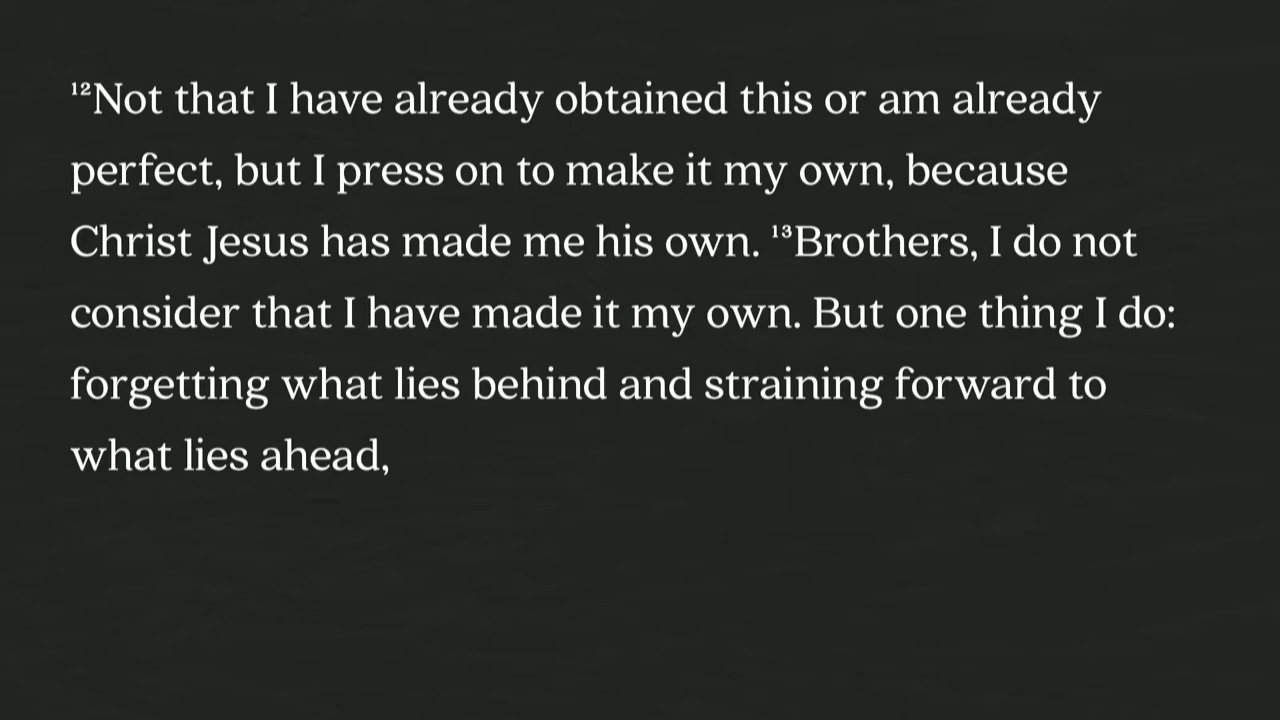 ¹²Not that I have already obtained this or am already
perfect, but I press on to make it my own, because
Christ Jesus has made me his own. ¹³Brothers, I do not
consider that I have made it my own. But one thing I do:
forgetting what lies behind and straining forward to
what lies ahead,